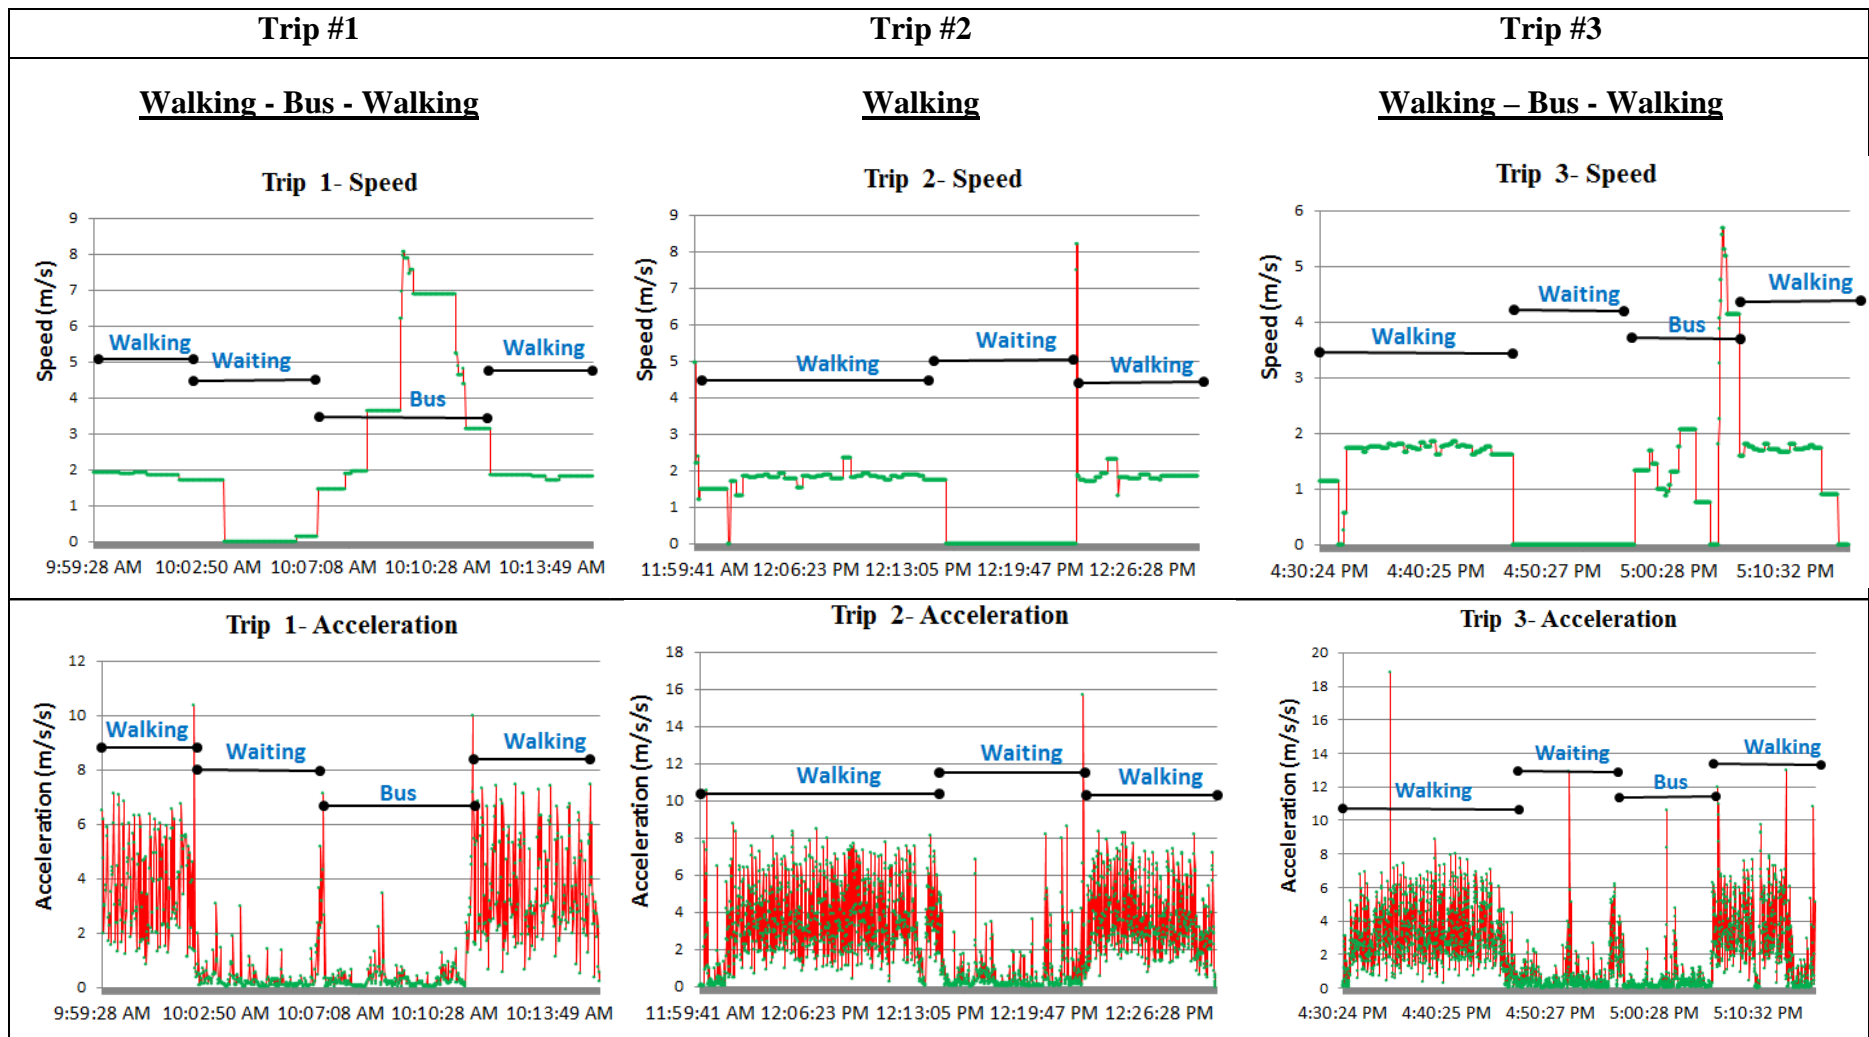 Trip #1
Trip #2
Trip #3
Walking - Bus - Walking
Walking
Walking – Bus - Walking
Trip 1- Speed
Speed (m/s)
9
8
7
6
5
4
3
2
1
0
Walking
Waiting
Bus
Walking
9:59:28 AM 10:02:50 AM 10:07:08 AM 10:10:28 AM 10:13:49 AM
Trip 2- Speed
Speed (m/s)
9
8
7
6
5
4
3
2
1
0
Walking
Waiting
Walking
11:59:41 AM 12:06:23 PM 12:13:05 PM 12:19:47 PM 12:26:28 PM
Trip 3- Speed
Speed (m/s)
6
5
4
3
2
1
0
Walking
Waiting
Bus
Walking
4:30:24 PM 4:40:25 PM 4:50:27 PM 5:00:28 PM 5:10:32 PM
Trip 1- Acceleration
Acceleration (m/s/s)
12
10
8
6
4
2
0
Walking
Waiting
Bus
Walking
9:59:28 AM 10:02:50 AM 10:07:08 AM 10:10:28 AM 10:13:49 AM
Trip 2- Acceleration
Acceleration (m/s/s)
18
16
14
12
10
8
6
4
2
0
Walking
Waiting
Walking
11:59:41 AM 12:06:23 PM 12:13:05 PM 12:19:47 PM 12:26:28 PM
Trip 3- Acceleration
Acceleration (m/s/s)
20
18
16
14
12
10
8
6
4
2
0
Walking
Waiting
Bus
Walking
4:30:24 PM 4:40:25 PM 4:50:27 PM 5:00:28 PM 5:10:32 PM